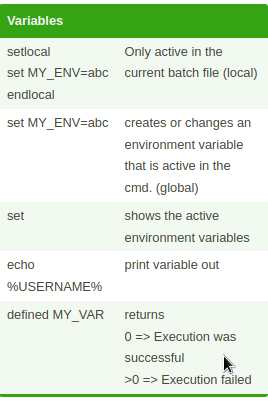 Variables
setlocal
set MY_ENV=abc
endlocal
Only active in the
current batch file (local)
set MY_ENV=abc
creates or changes an
environment variable
that is active in the
cmd. (global)
set
shows the active
environment variables
echo
%USERNAME%
print variable out
defined MY_VAR
returns
0 => Execution was
successful
>0 => Execution failed